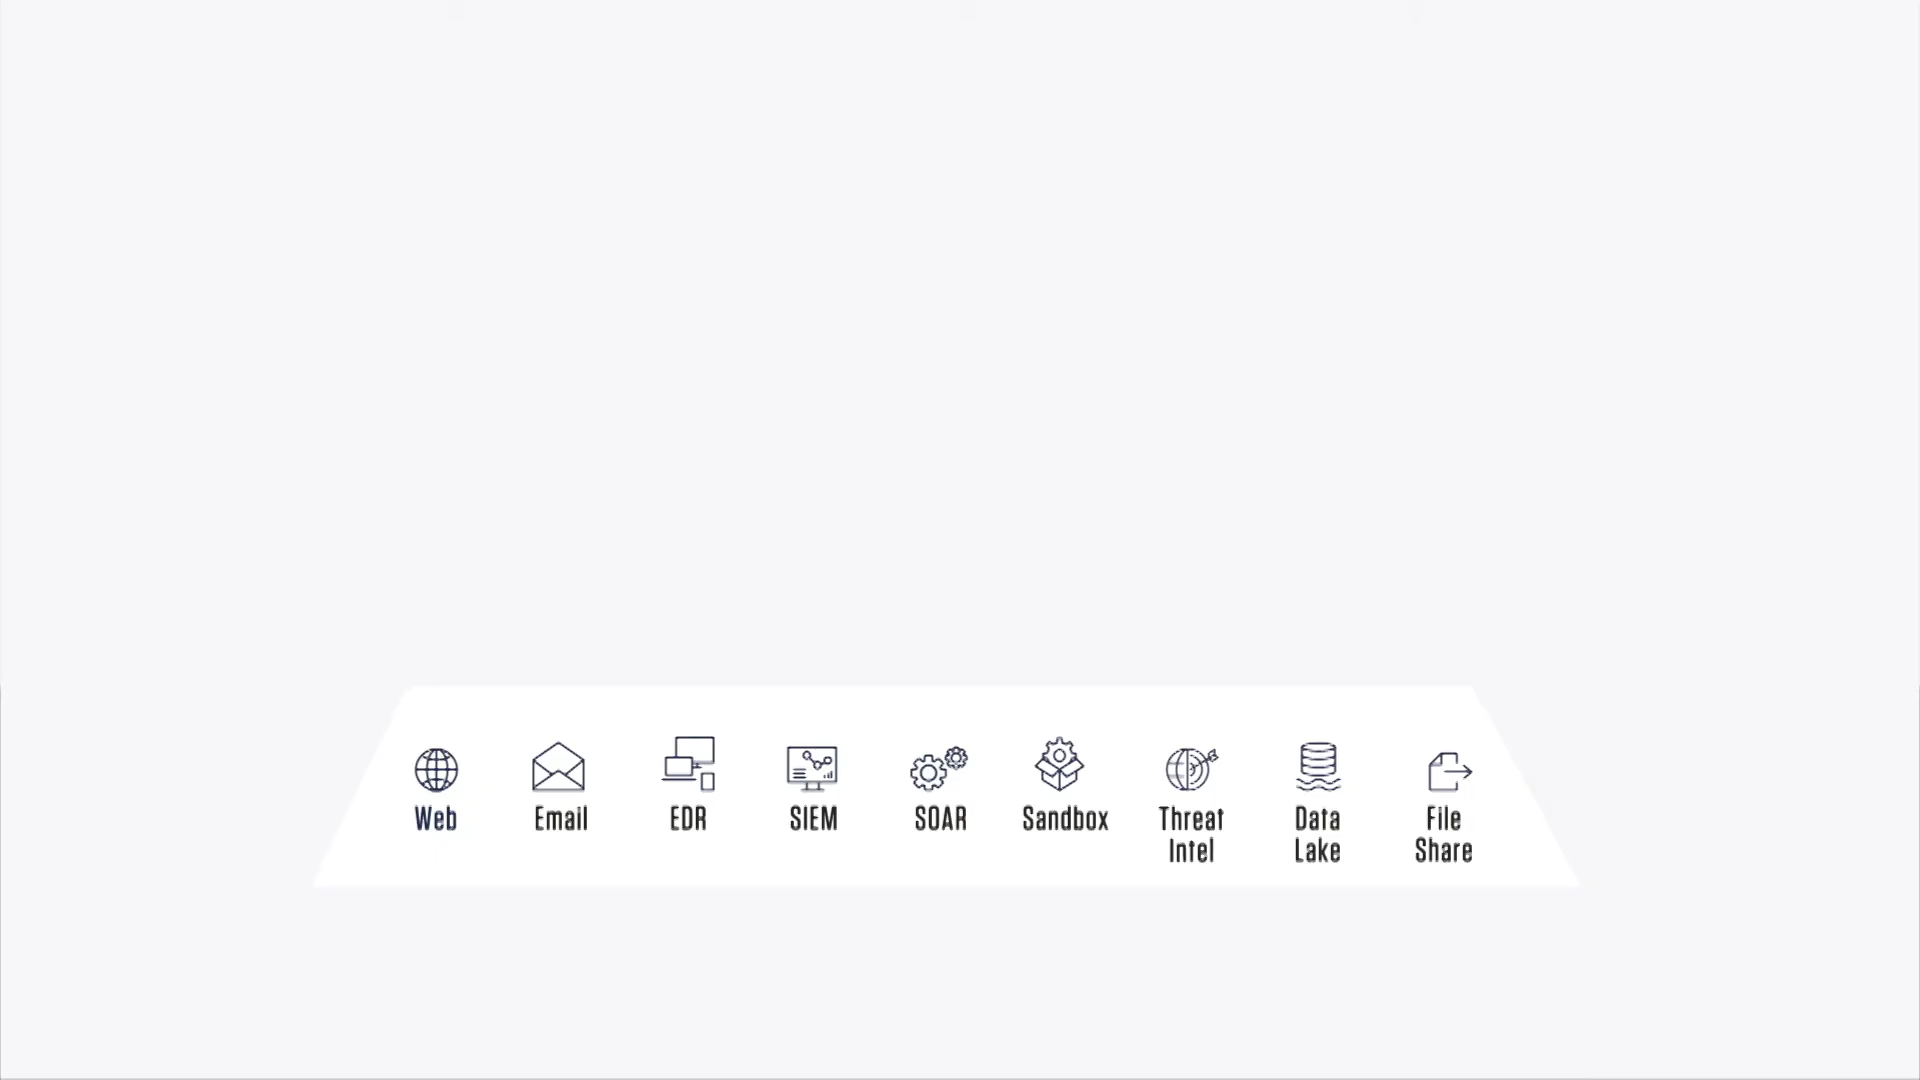 Web
Email
EDR
SIEM
SOAR
Sandbox
Threat
Intel
Data
Lake
File
Share